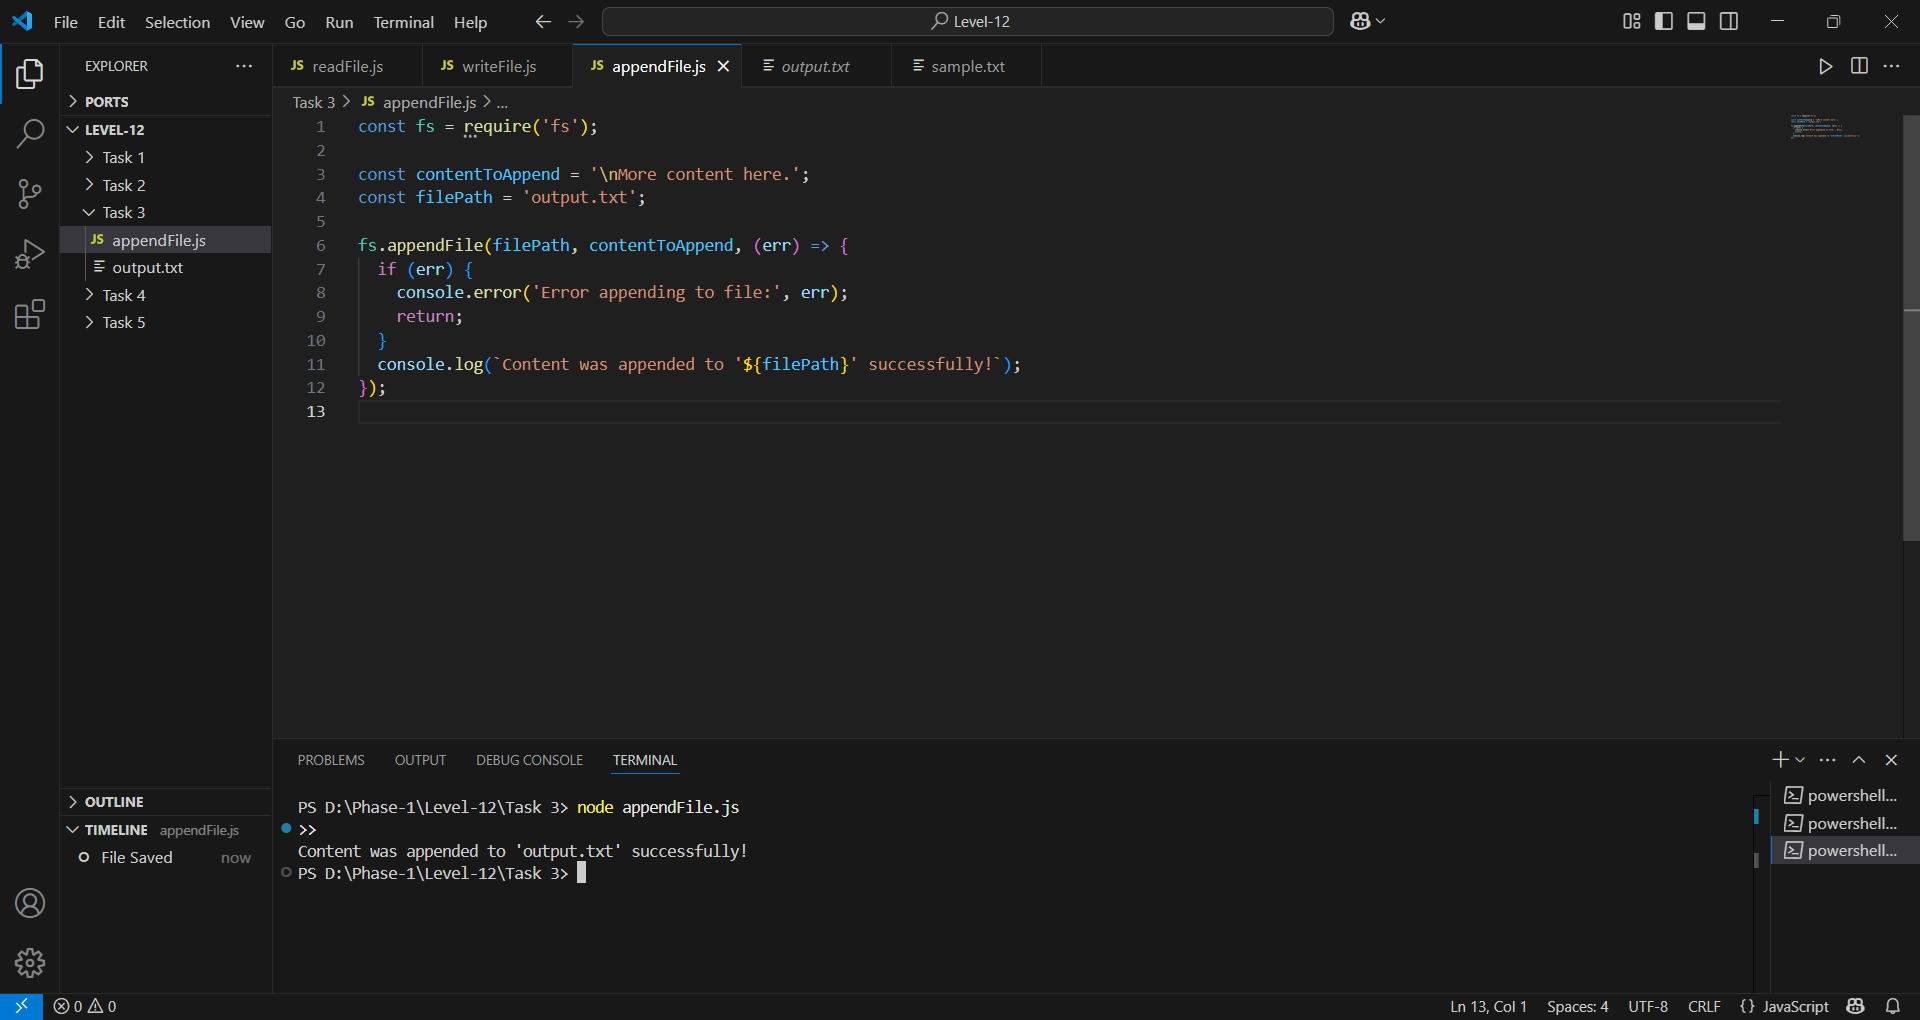 File Edit Selection View Go Run Terminal Help
Level-12
EXPLORER
PORTS
LEVEL-12
Task 1
Task 2
Task 3
JS appendFile.js
output.txt
Task 4
Task 5
OUTLINE
TIMELINE appendFile.js
File Saved now
JS readFile.js
JS writeFile.js
JS appendFile.js
output.txt
sample.txt
Task 3 > JS appendFile.js > ...
1 const fs = require('fs');
2
3 const contentToAppend = '\nMore content here.';
4 const filePath = 'output.txt';
5
6 fs.appendFile(filePath, contentToAppend, (err) => {
7 if (err) {
8 console.error('Error appending to file:', err);
9 return;
10 }
11 console.log(`Content was appended to '${filePath}' successfully!`);
12 });
13
PROBLEMS OUTPUT DEBUG CONSOLE TERMINAL
PS D:\Phase-1\Level-12\Task 3> node appendFile.js
>>
Content was appended to 'output.txt' successfully!
PS D:\Phase-1\Level-12\Task 3>
powershell...
powershell...
powershell...
0 0
Ln 13, Col 1 Spaces: 4 UTF-8 CRLF {} JavaScript